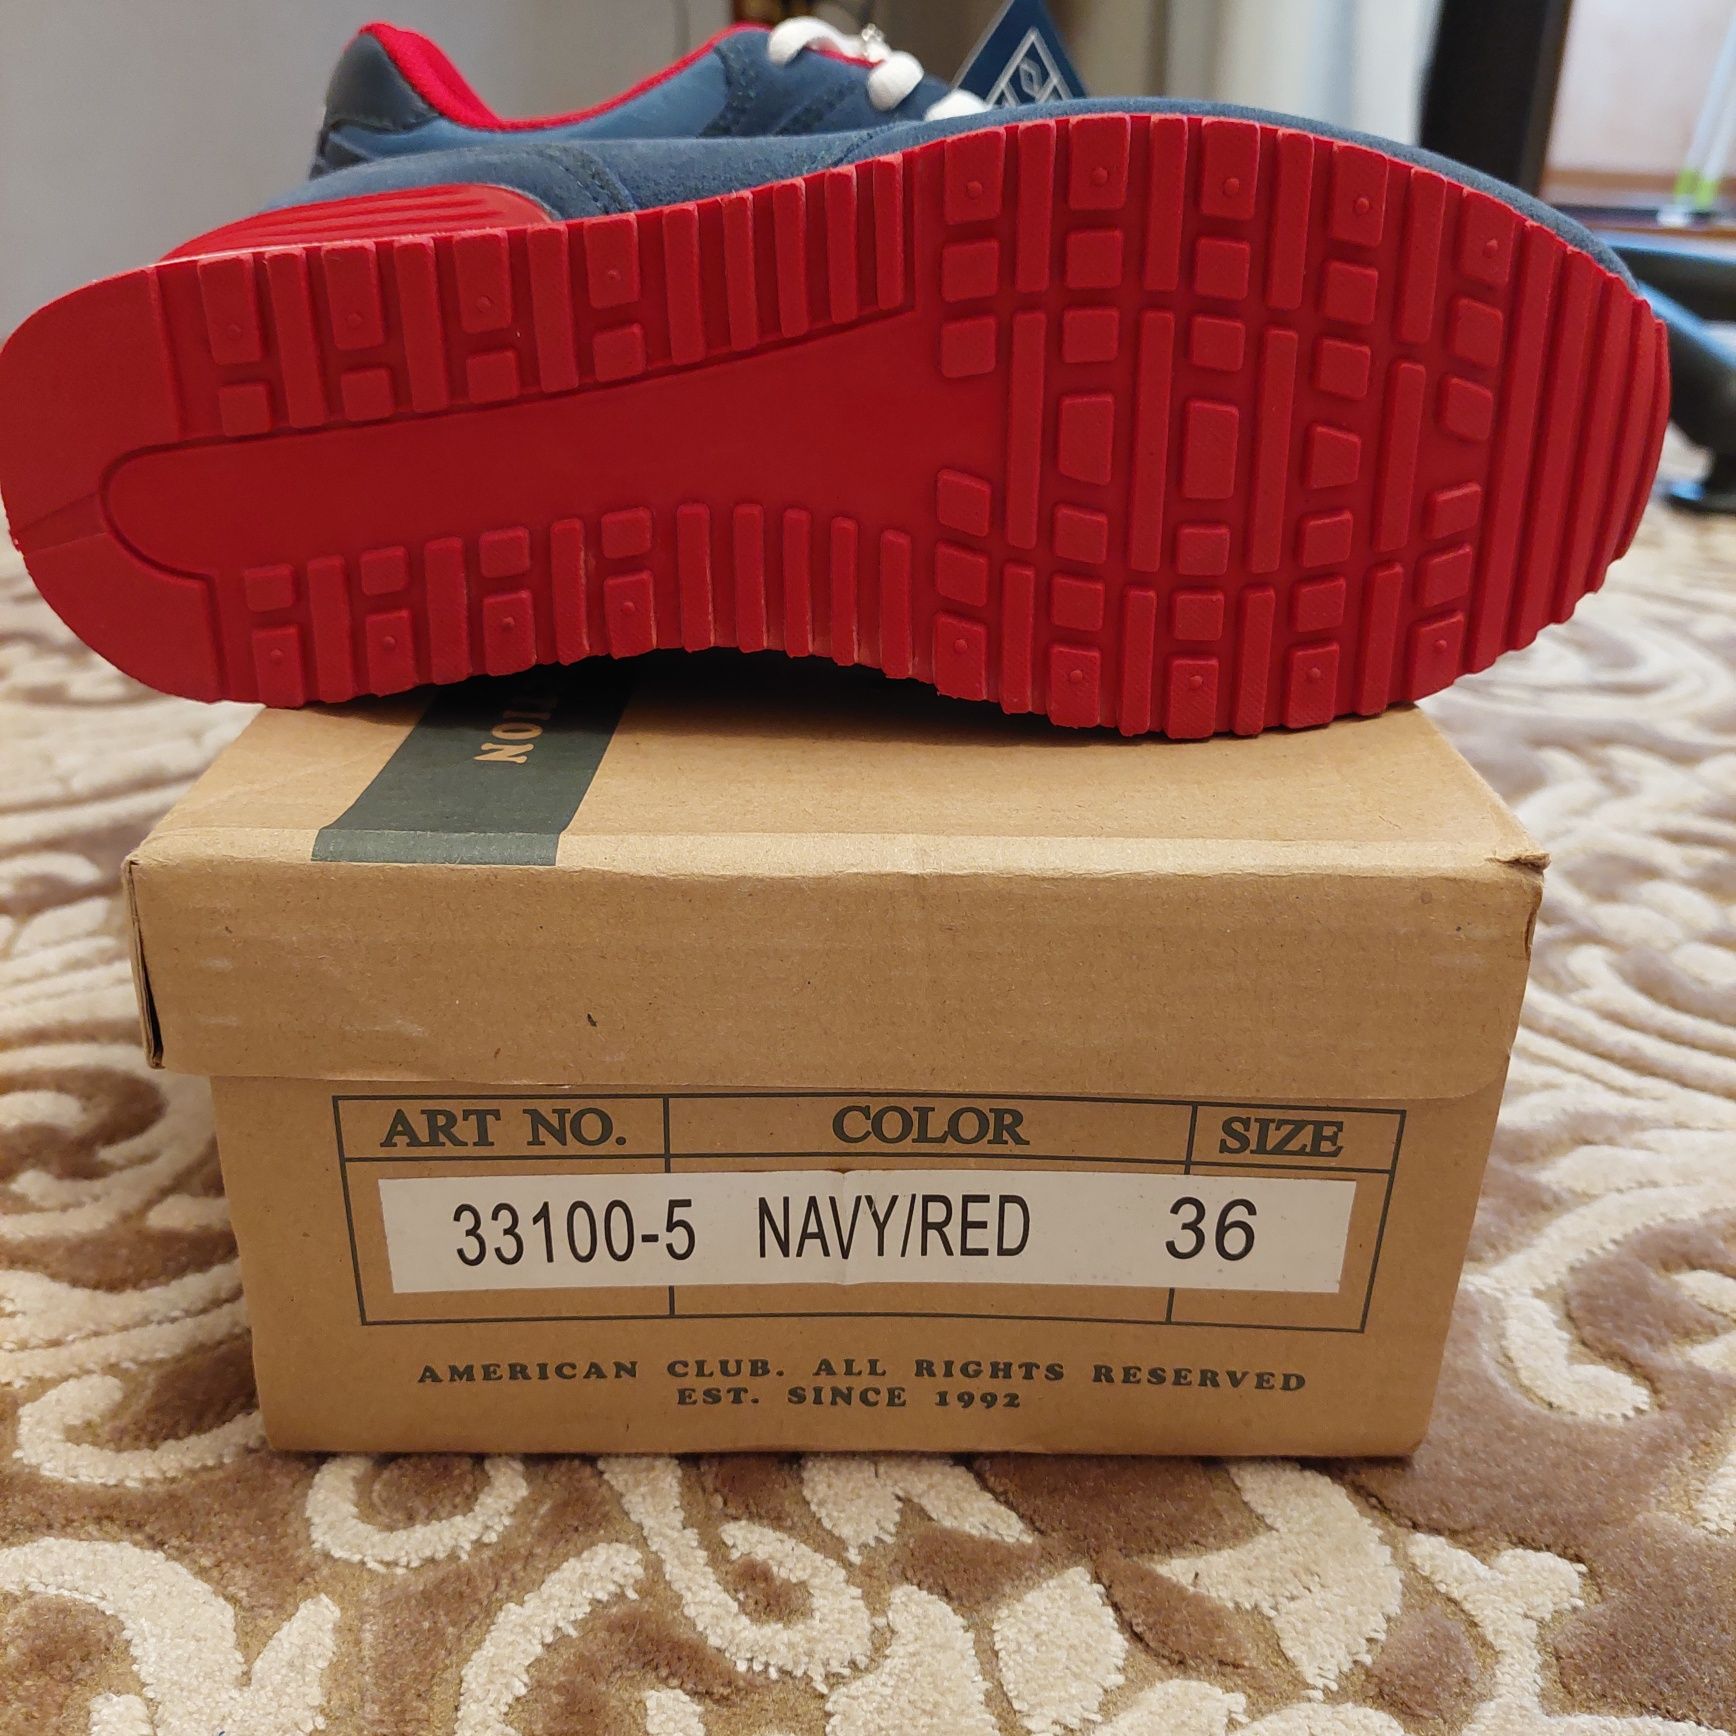 ART NO. COLOR SIZE
33100-5 NAVY/RED 36
AMERICAN CLUB. ALL RIGHTS RESERVED
EST. SINCE 1992